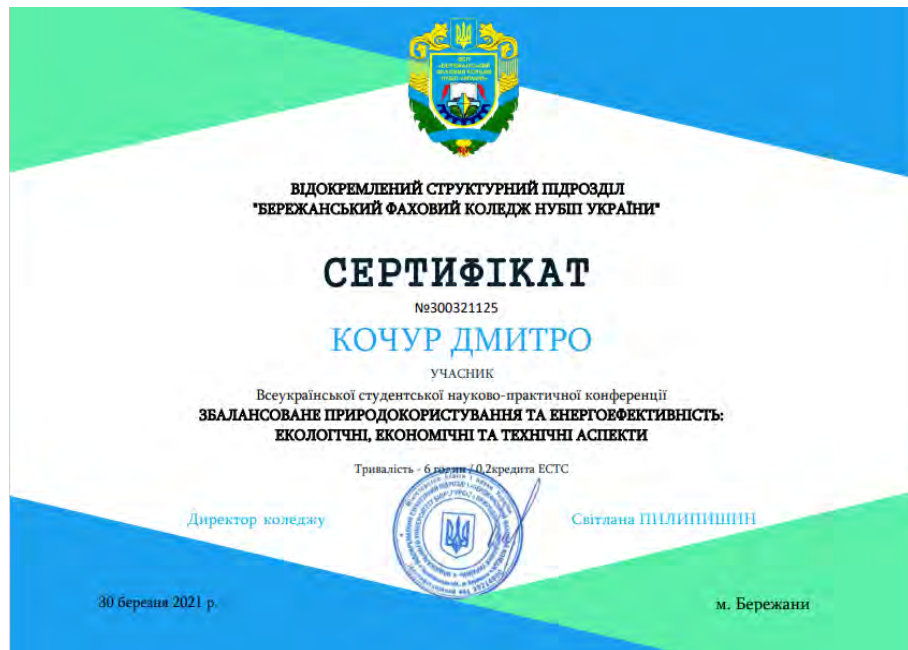 ВІДОКРЕМЛЕНИЙ СТРУКТУРНИЙ ПІДРОЗДІЛ
"БЕРЕЖАНСЬКИЙ ФАХОВИЙ КОЛЕДЖ НУБІП УКРАЇНИ"
СЕРТИФІКАТ
№300321125
КОЧУР ДМИТРО
УЧАСНИК
Всеукраїнської студентської науково-практичної конференції
ЗБАЛАНСОВАНЕ ПРИРОДОКОРИСТУВАННЯ ТА ЕНЕРГОЕФЕКТИВНІСТЬ:
ЕКОЛОГІЧНІ, ЕКОНОМІЧНІ ТА ТЕХНІЧНІ АСПЕКТИ
Тривалість - 6 годин / 0,2кредита ЕСТС
Директор коледжу Світлана ПИЛИПИШИН
30 березня 2021 р. м. Бережани